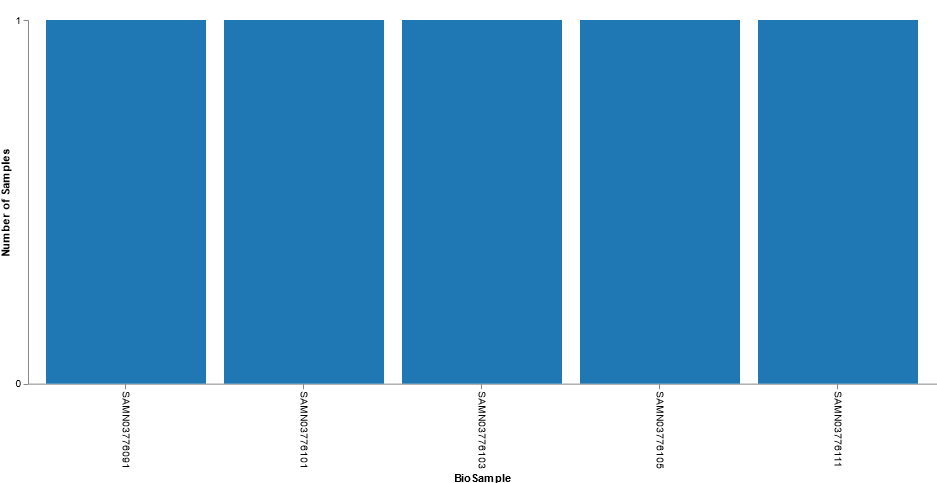 1
0
Number of Samples
SAMN03776091
SAMN03776101
SAMN03776103
SAMN03776105
SAMN03776111
BioSample